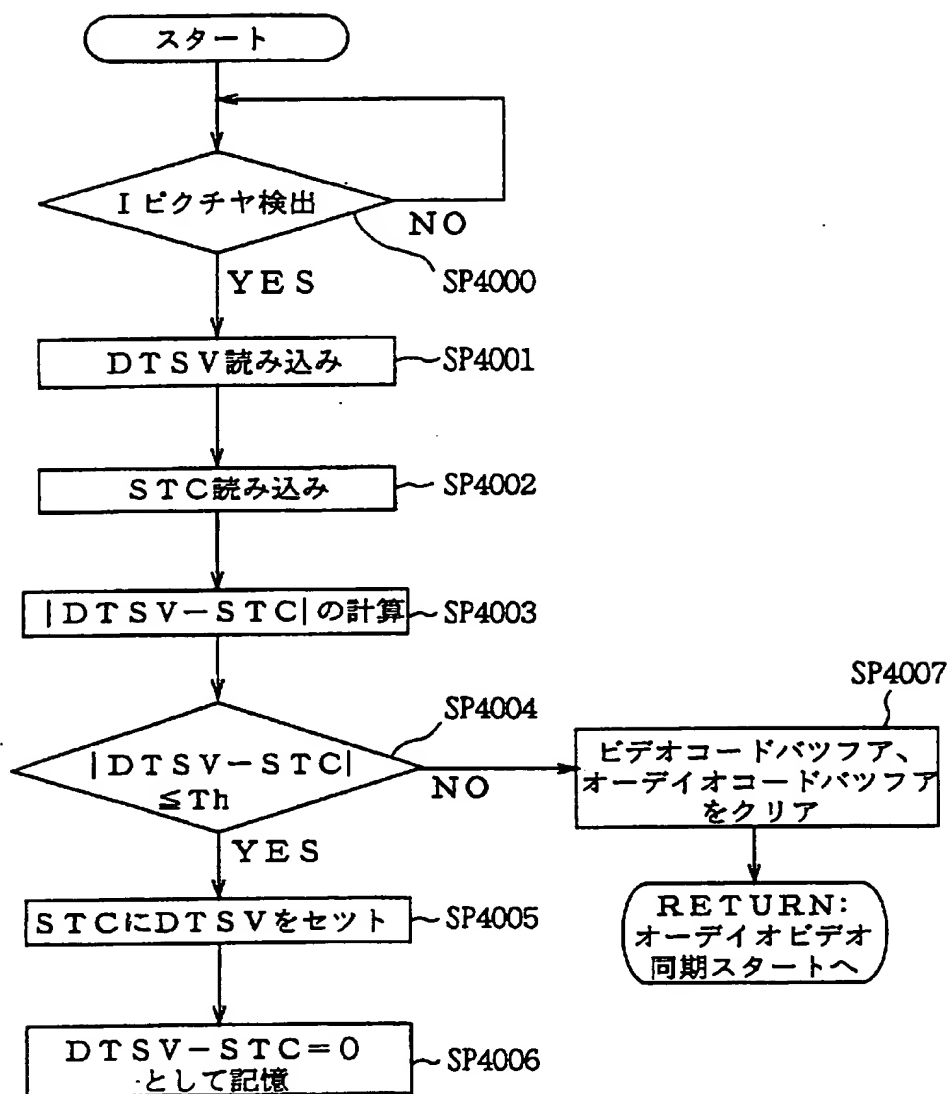 スタート
Iピクチヤ検出
NO
SP4000
YES
DTSV読み込み
SP4001
STC読み込み
SP4002
|DTSV-STC|の計算
SP4003
SP4004
|DTSV-STC|
≦Th
NO
YES
SP4007
ビデオコードバツフア、
オーデイオコードバツフア
をクリア
RETURN:
オーデイオビデオ
同期スタートへ
STCにDTSVをセツト
SP4005
DTSV-STC=0
として記憶
SP4006